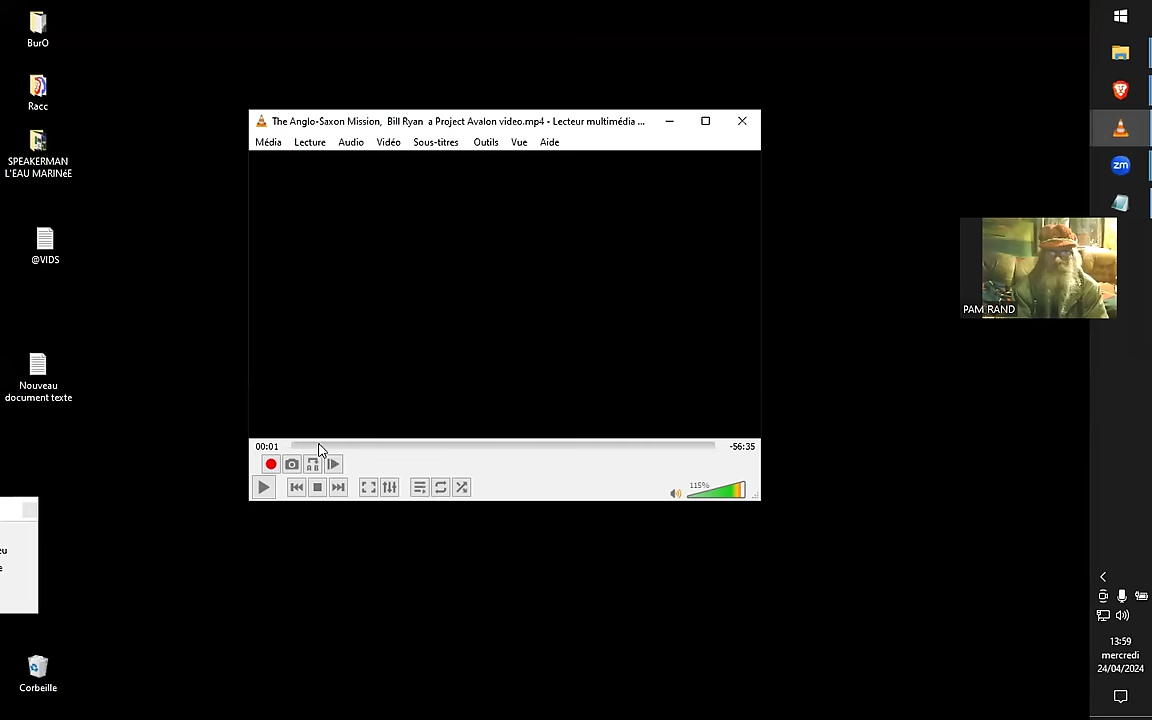 BurO
Racc
SPEAKERMAN
L'EAU MARINéE
@VIDS
Nouveau
document texte
Corbeille
The Anglo-Saxon Mission,  Bill Ryan  a Project Avalon video.mp4 - Lecteur multimédia ...
Média Lecture Audio Vidéo Sous-titres Outils Vue Aide
00:01
-56:35
A B
115%
zm
PAM RAND
13:59
mercredi
24/04/2024